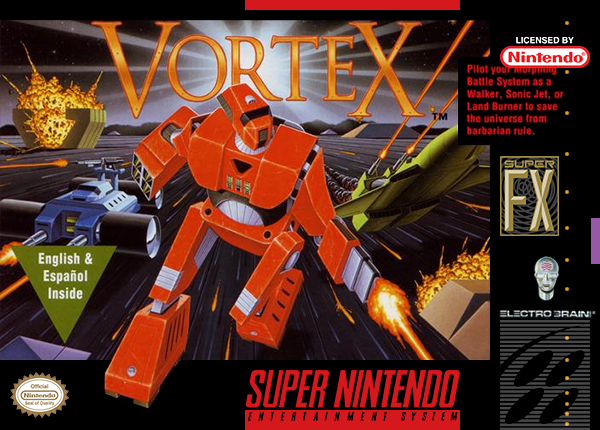 VORTEX
TM
LICENSED BY
Nintendo®
Pilot your Morphing
Battle System as a
Walker, Sonic Jet, or
Land Burner to save
the universe from
barbarian rule.
SUPER
FX
English &
Español
Inside
ELECTRO BRAIN
Official
Nintendo
Seal of Quality
SUPER NINTENDO
ENTERTAINMENT SYSTEM